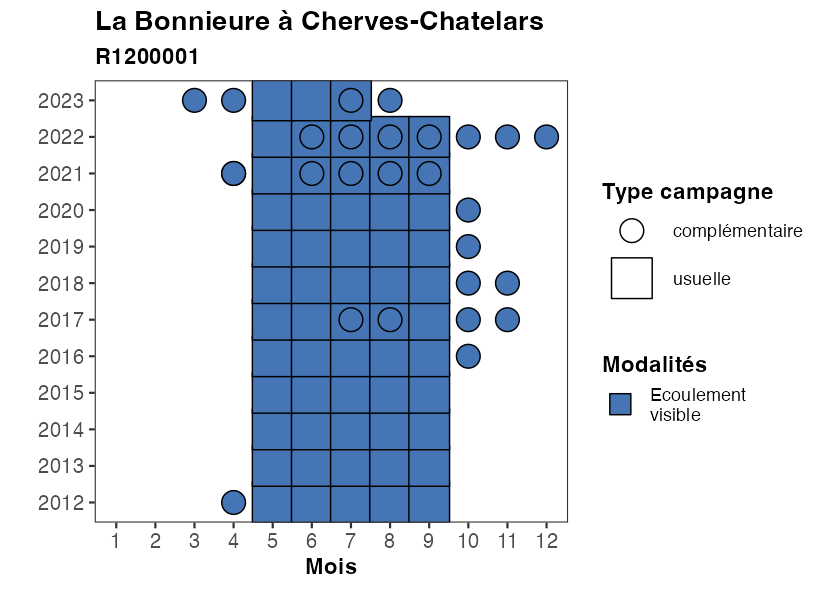 La Bonnieure à Cherves-Chatelars
R1200001
2023
2022
2021
2020
2019
2018
2017
2016
2015
2014
2013
2012
1 2 3 4 5 6 7 8 9 10 11 12
Mois
Type campagne
complémentaire
usuelle
Modalités
Ecoulement
visible